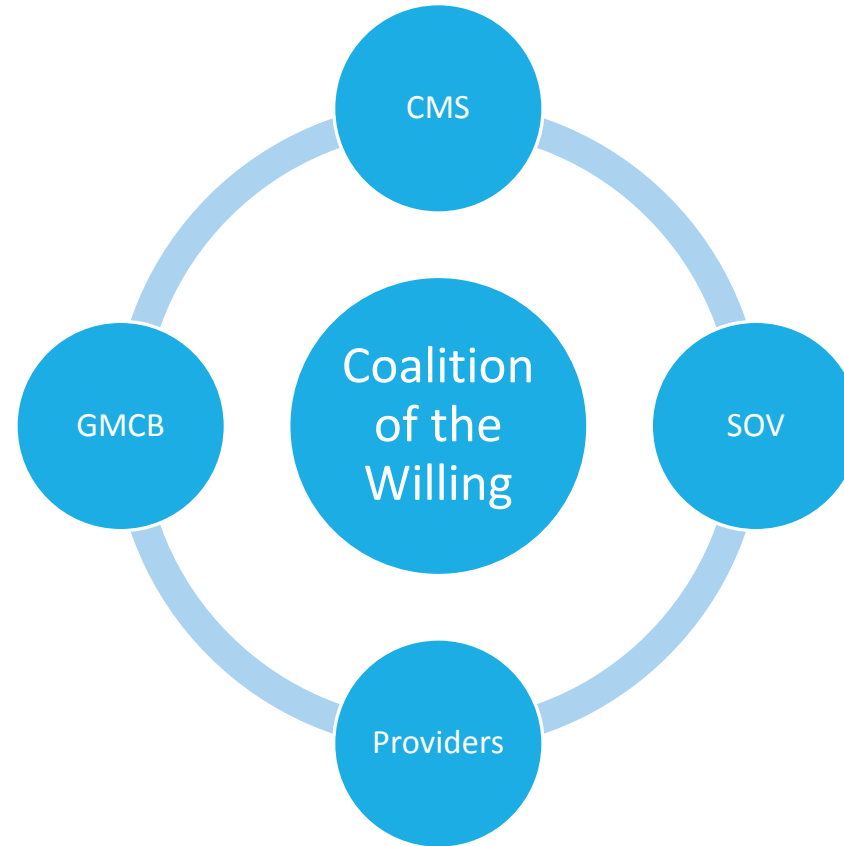 CMS
Coalition
of the
Willing
GMCB
SOV
Providers